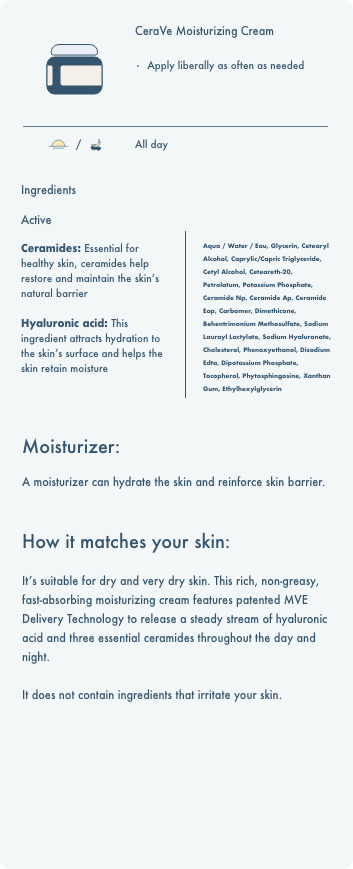 CeraVe Moisturizing Cream
· Apply liberally as often as needed
/
All day
Ingredients
Active
Ceramides: Essential for
healthy skin, ceramides help
restore and maintain the skin's
natural barrier
Hyaluronic acid: This
ingredient attracts hydration to
the skin's surface and helps the
skin retain moisture
Aqua / Water / Eau, Glycerin, Cetearyl
Alcohol, Caprylic/Capric Triglyceride,
Cetyl Alcohol, Ceteareth-20,
Petrolatum, Potassium Phosphate,
Ceramide Np, Ceramide Ap, Ceramide
Eop, Carbomer, Dimethicone,
Behentrimonium Methosulfate, Sodium
Lauroyl Lactylate, Sodium Hyaluronate,
Cholesterol, Phenoxyethanol, Disodium
Edta, Dipotassium Phosphate,
Tocopherol, Phytosphingosine, Xanthan
Gum, Ethylhexylglycerin
Moisturizer:
A moisturizer can hydrate the skin and reinforce skin barrier.
How it matches your skin:
It's suitable for dry and very dry skin. This rich, non-greasy,
fast-absorbing moisturizing cream features patented MVE
Delivery Technology to release a steady stream of hyaluronic
acid and three essential ceramides throughout the day and
night.
It does not contain ingredients that irritate your skin.